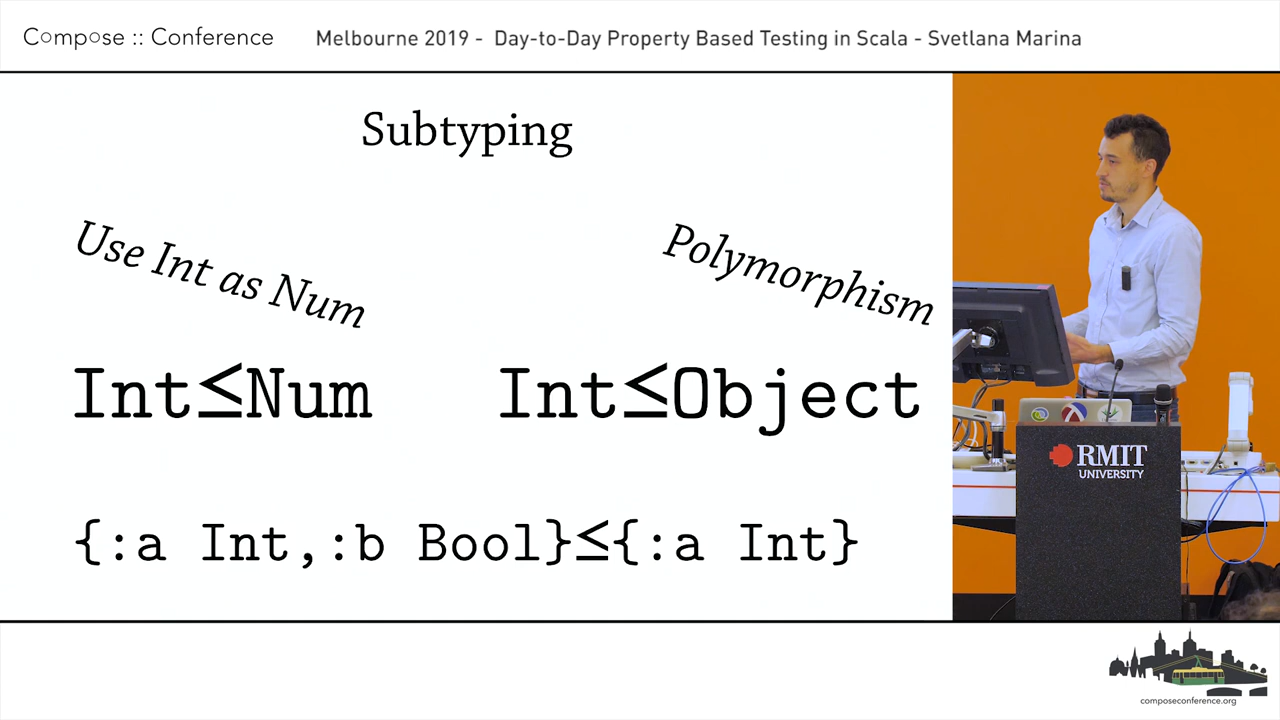 Compose :: Conference
Melbourne 2019 - Day-to-Day Property Based Testing in Scala - Svetlana Marina
Subtyping
Use Int as Num
Polymorphism
Int≤Num
Int≤Object
{:a Int,:b Bool}≤{:a Int}
RMIT
UNIVERSITY
composeconference.org